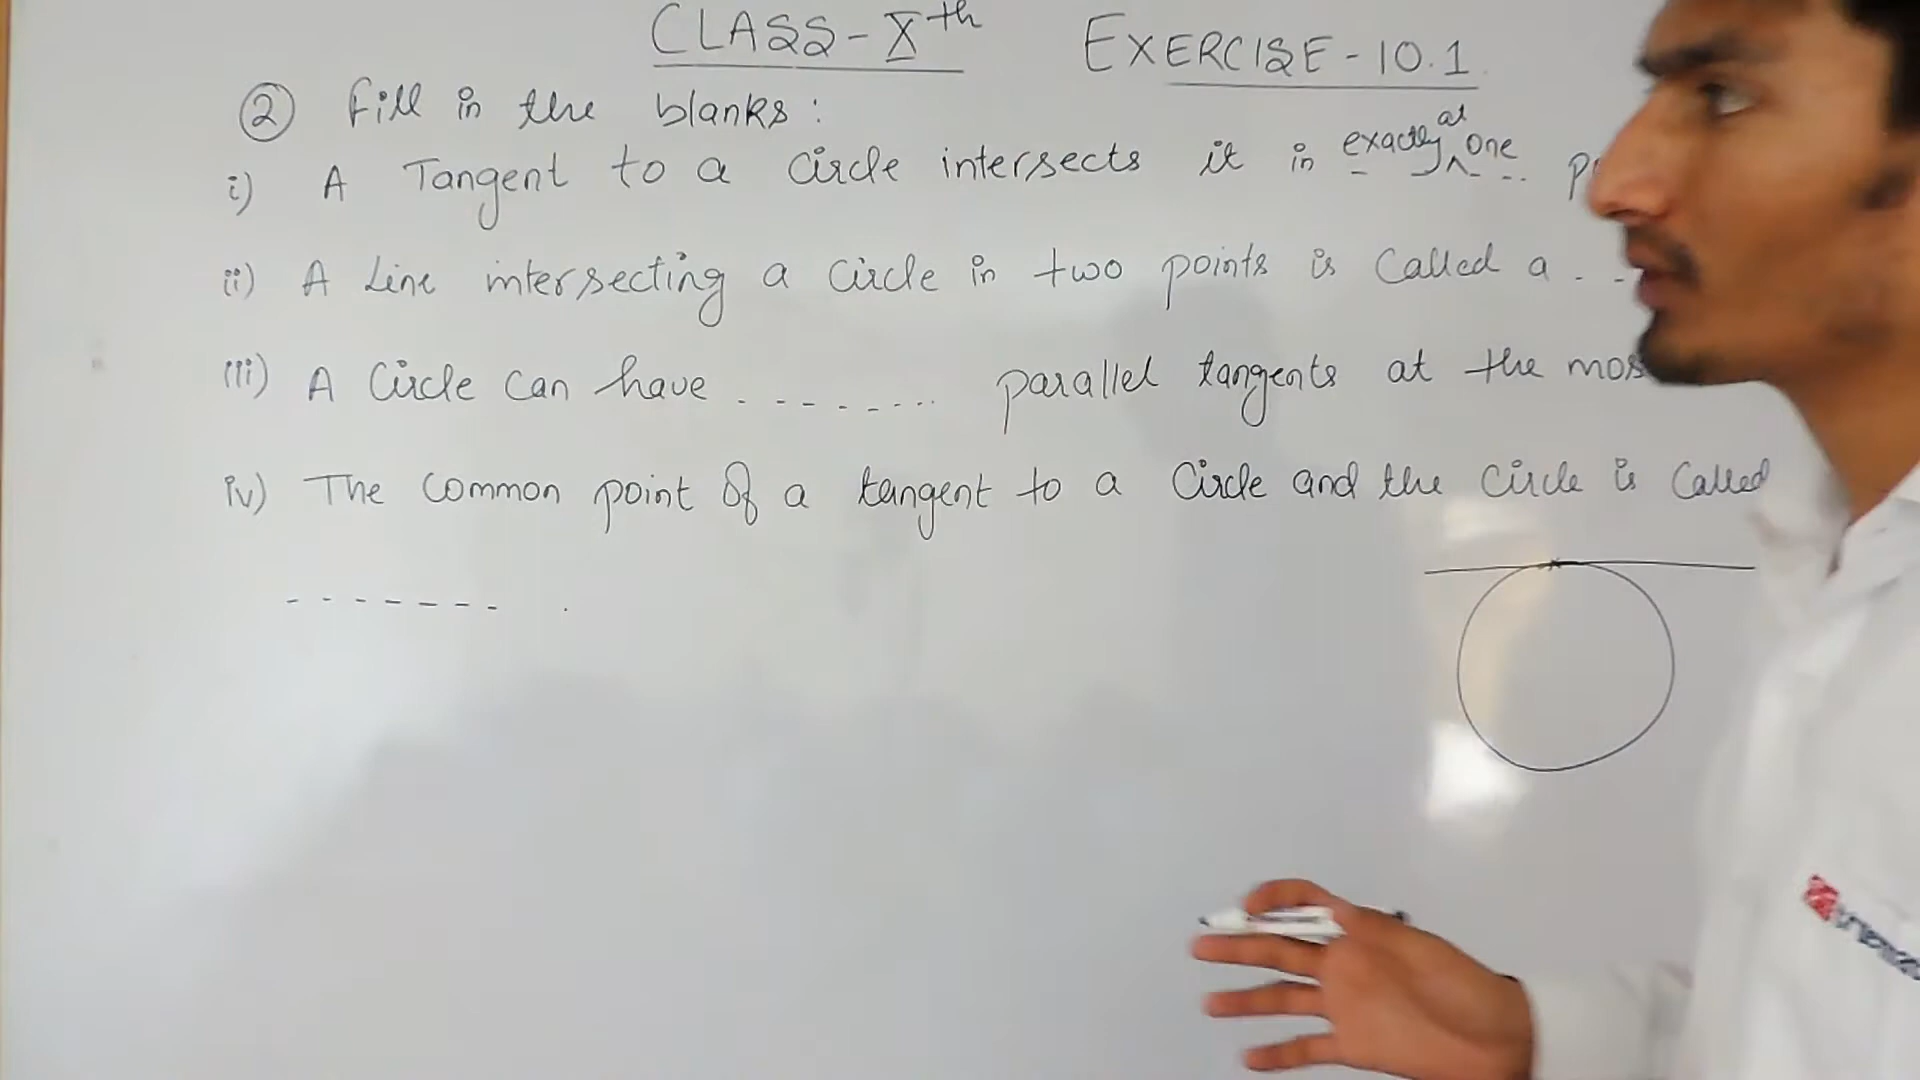 CLASS-Xth EXERCISE-10.1
② Fill in the blanks:
i) A Tangent to a circle intersects it in exactly at one
ii) A Line intersecting a circle in two points is called a . -
iii) A Circle can have . - - - - - - . . parallel tangents at the mos
iv) The common point of a tangent to a circle and the circle is called
- - - - - - - .